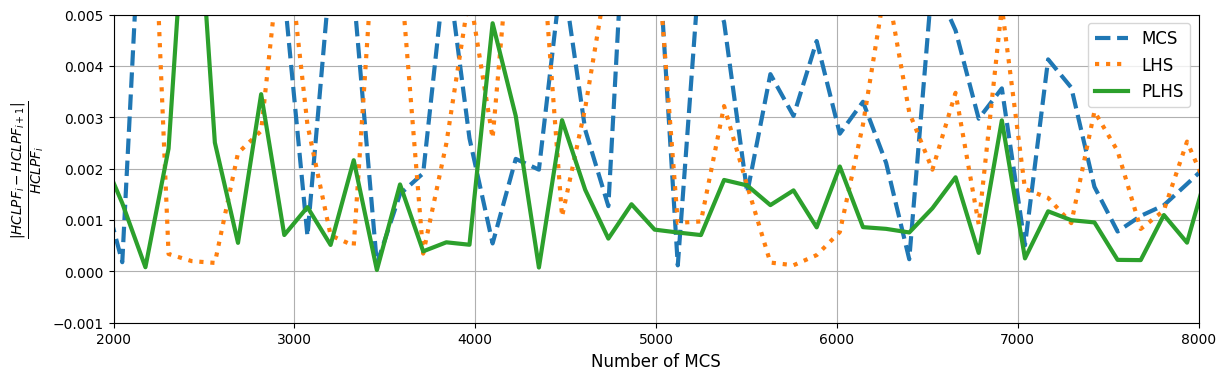 |HCLPF_i − HCLPF_{i+1}|
HCLPF_i
0.005
0.004
0.003
0.002
0.001
0.000
−0.001
2000 3000 4000 5000 6000 7000 8000
Number of MCS
MCS
LHS
PLHS